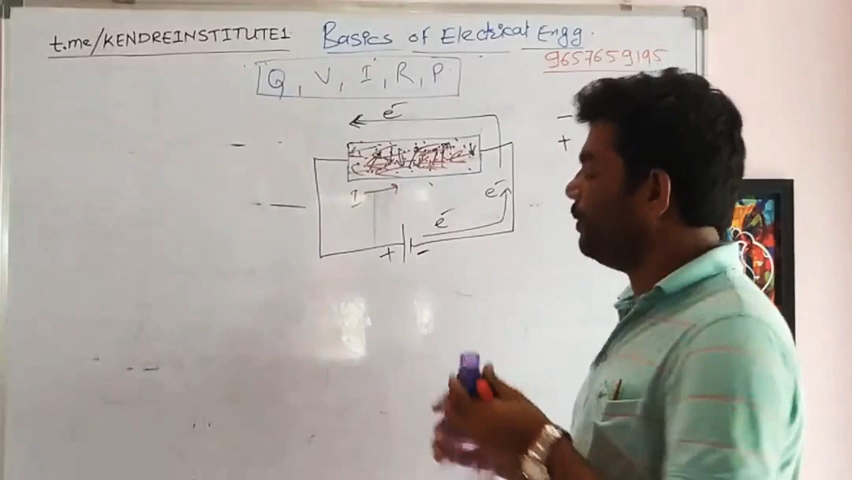 t.me/KENDREINSTITUTE1
Basics of Electrical Engg.
9657659195
Q, V, I, R, P
e-
-
+
I
e-
e-
+ -